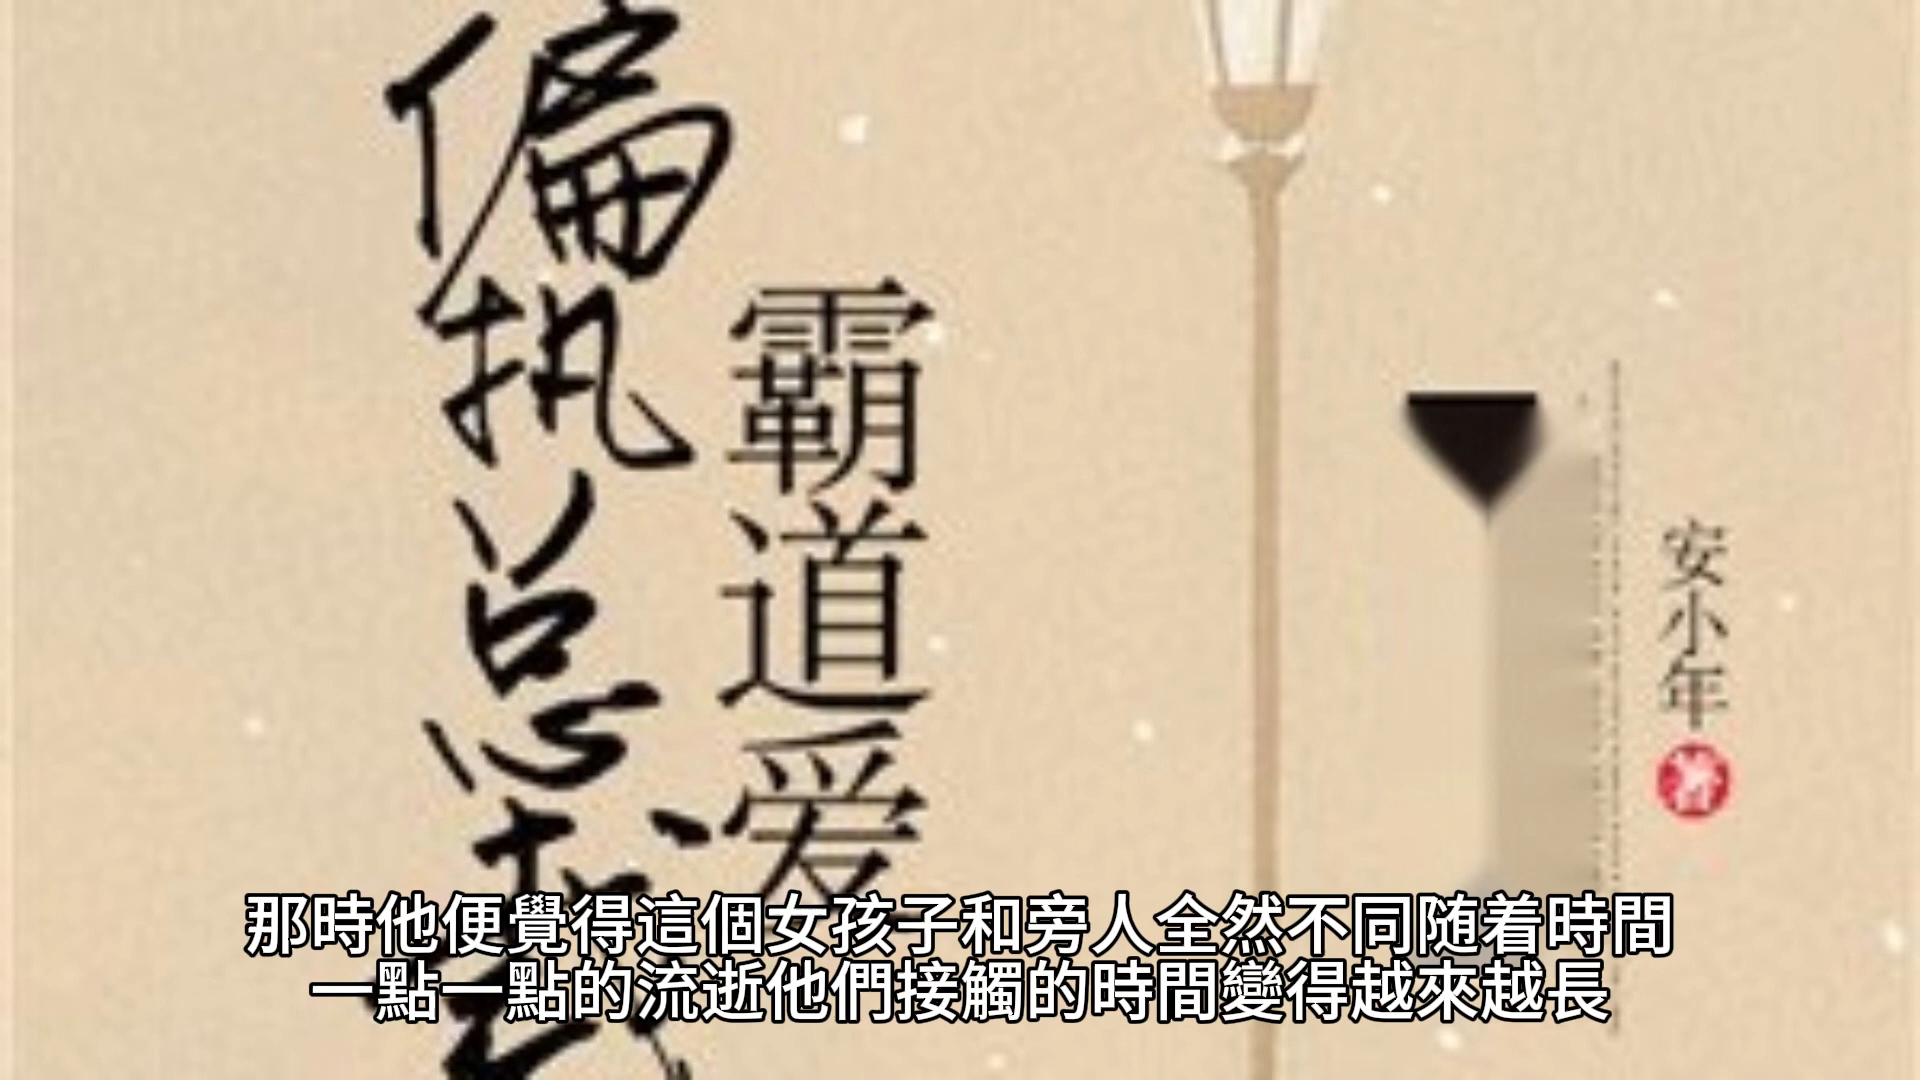 偏执总裁
霸道爱
安小年
著
那時他便覺得這個女孩子和旁人全然不同随着時間
一點一點的流逝他們接觸的時間變得越來越長